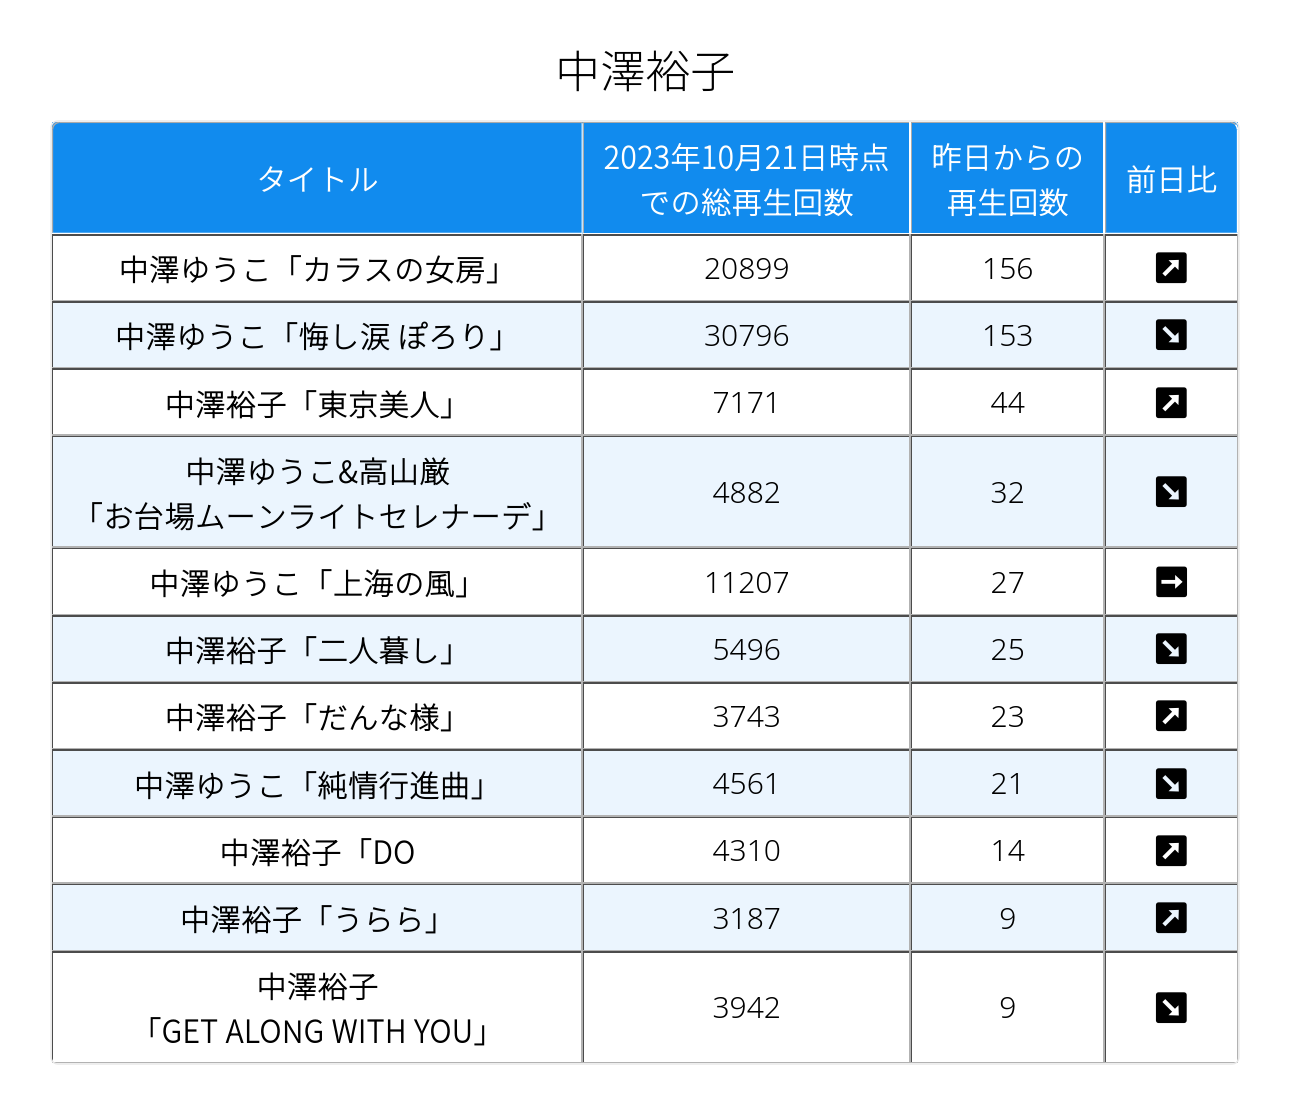 中澤裕子
タイトル
2023年10月21日時点
での総再生回数
昨日からの
再生回数
前日比
中澤ゆうこ「カラスの女房」 20899 156 ↗
中澤ゆうこ「悔し涙 ぽろり」 30796 153 ↘
中澤裕子「東京美人」 7171 44 ↗
中澤ゆうこ&高山厳
「お台場ムーンライトセレナーデ」 4882 32 ↘
中澤ゆうこ「上海の風」 11207 27 →
中澤裕子「二人暮し」 5496 25 ↘
中澤裕子「だんな様」 3743 23 ↗
中澤ゆうこ「純情行進曲」 4561 21 ↘
中澤裕子「DO 4310 14 ↗
中澤裕子「うらら」 3187 9 ↗
中澤裕子
「GET ALONG WITH YOU」 3942 9 ↘